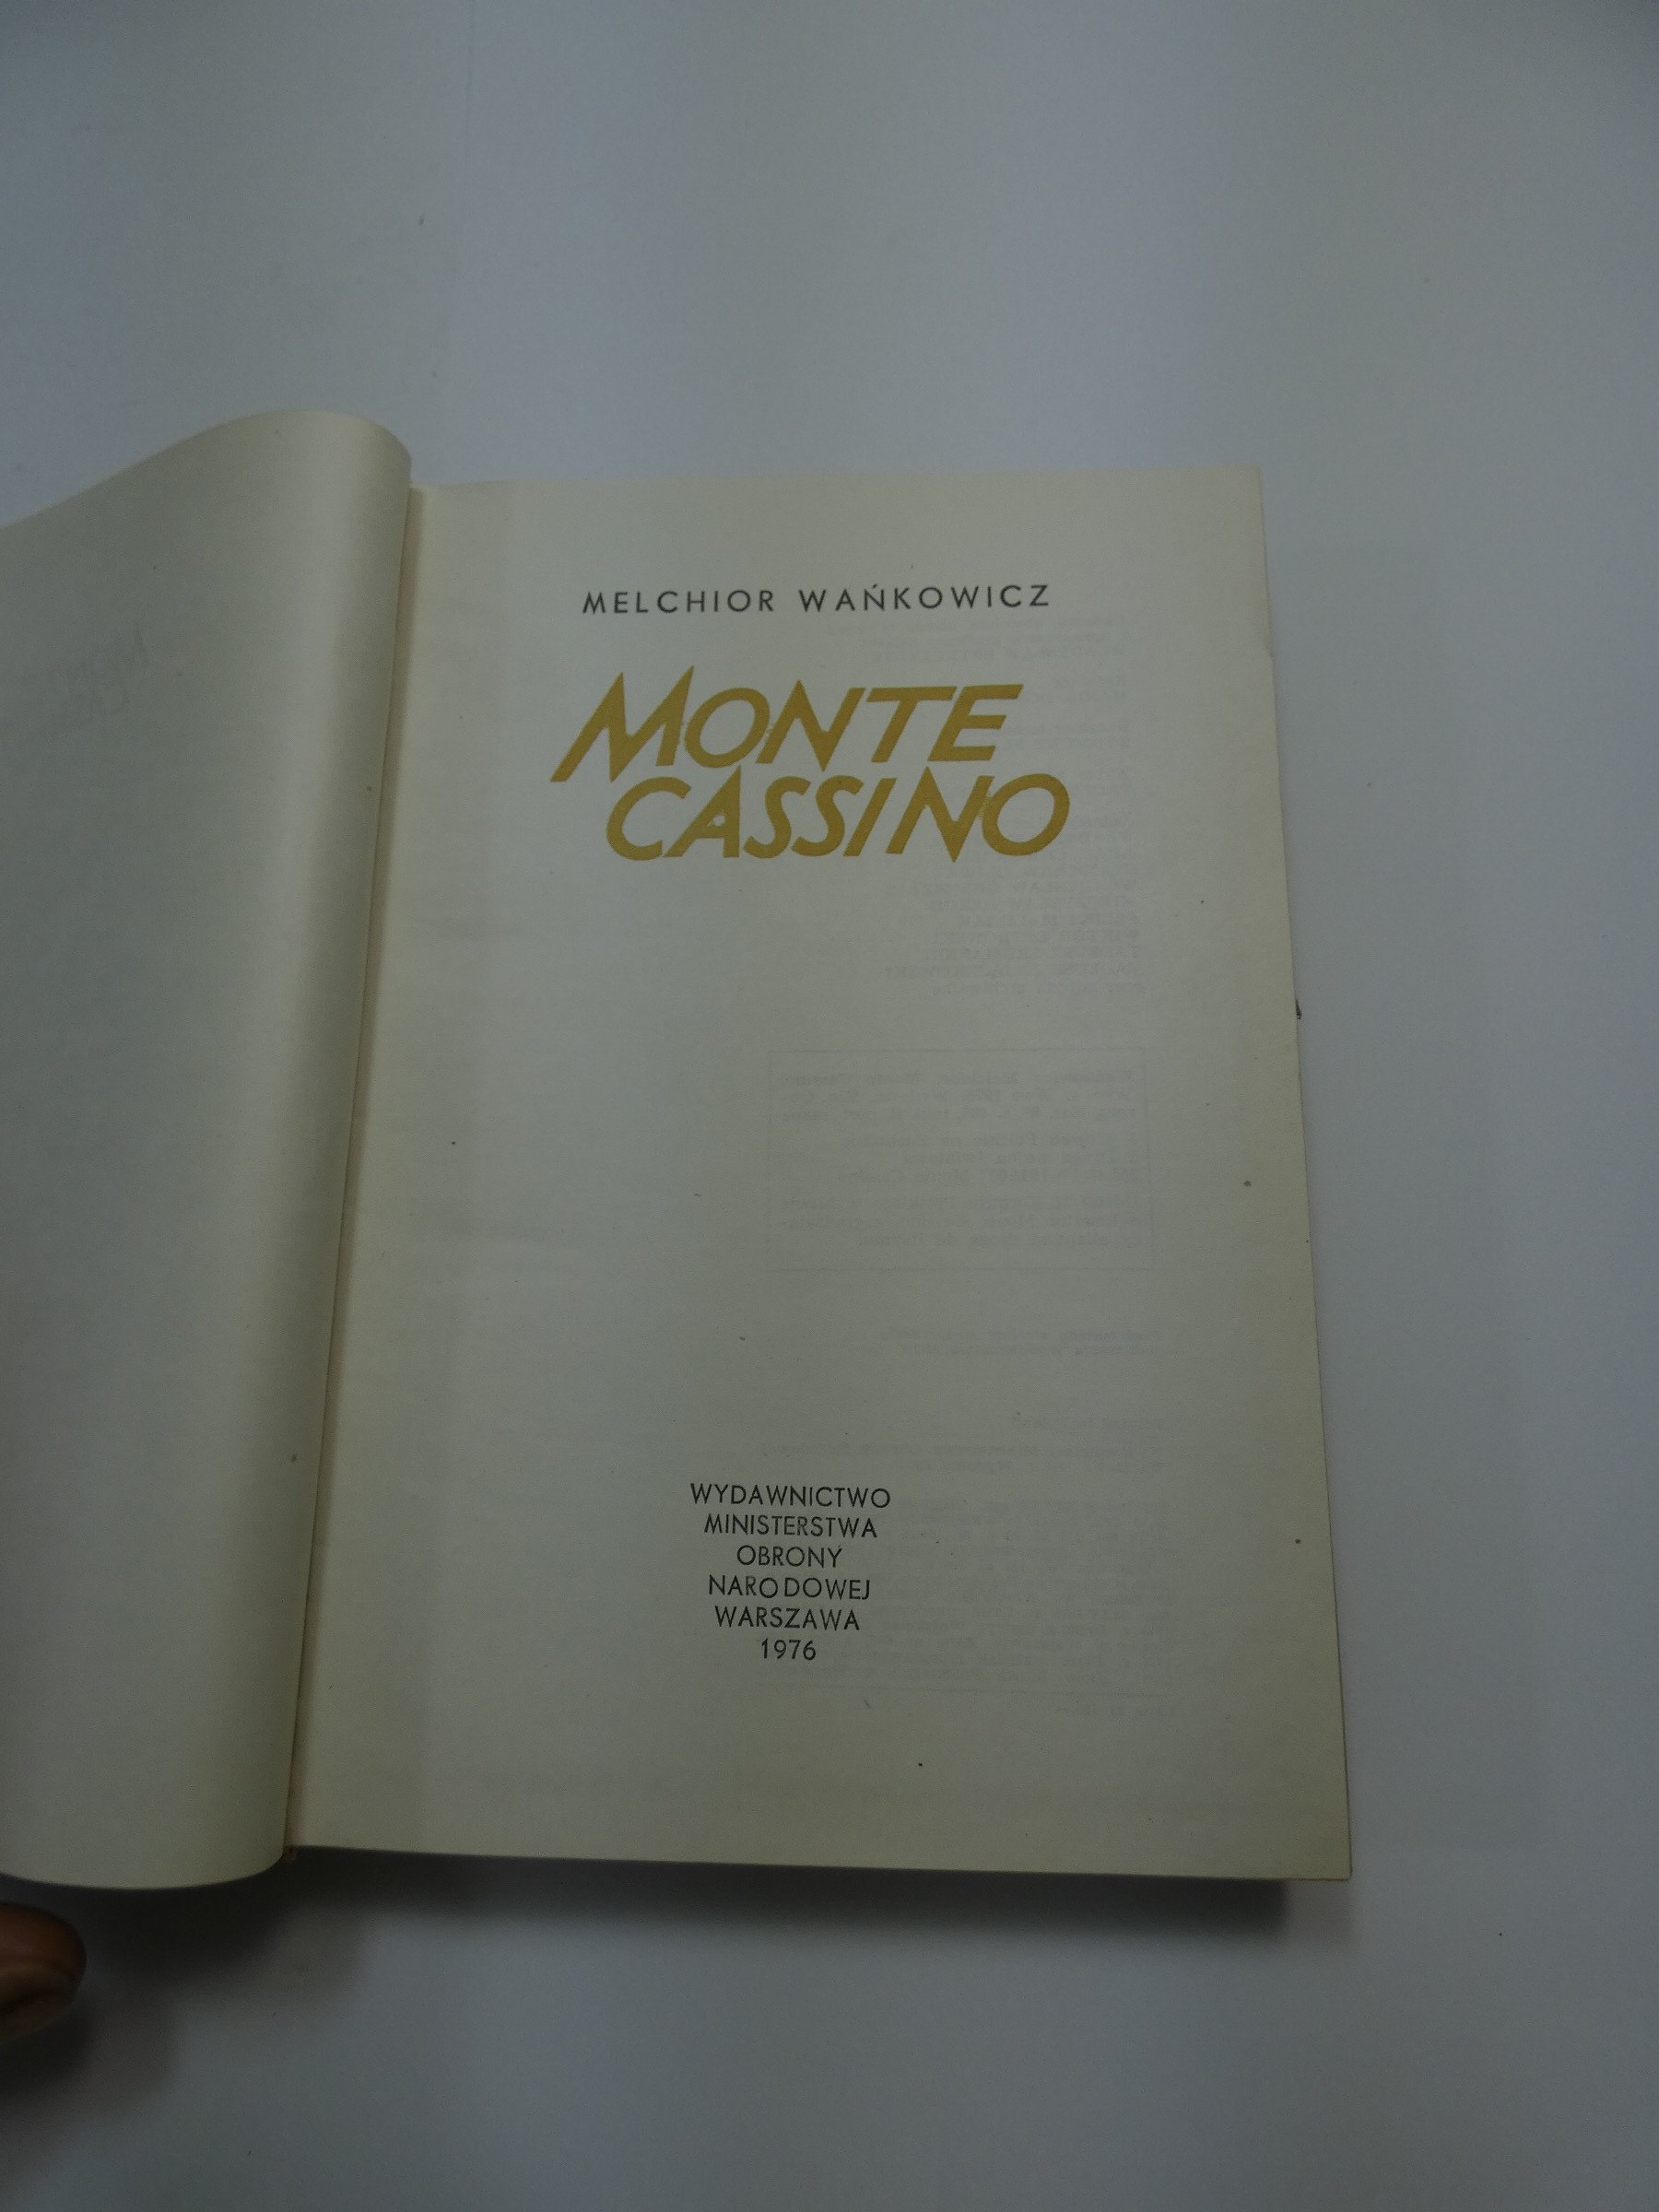 MELCHIOR WAŃKOWICZ
MONTE
CASSINO
WYDAWNICTWO
MINISTERSTWA
OBRONY
NARODOWEJ
WARSZAWA
1976